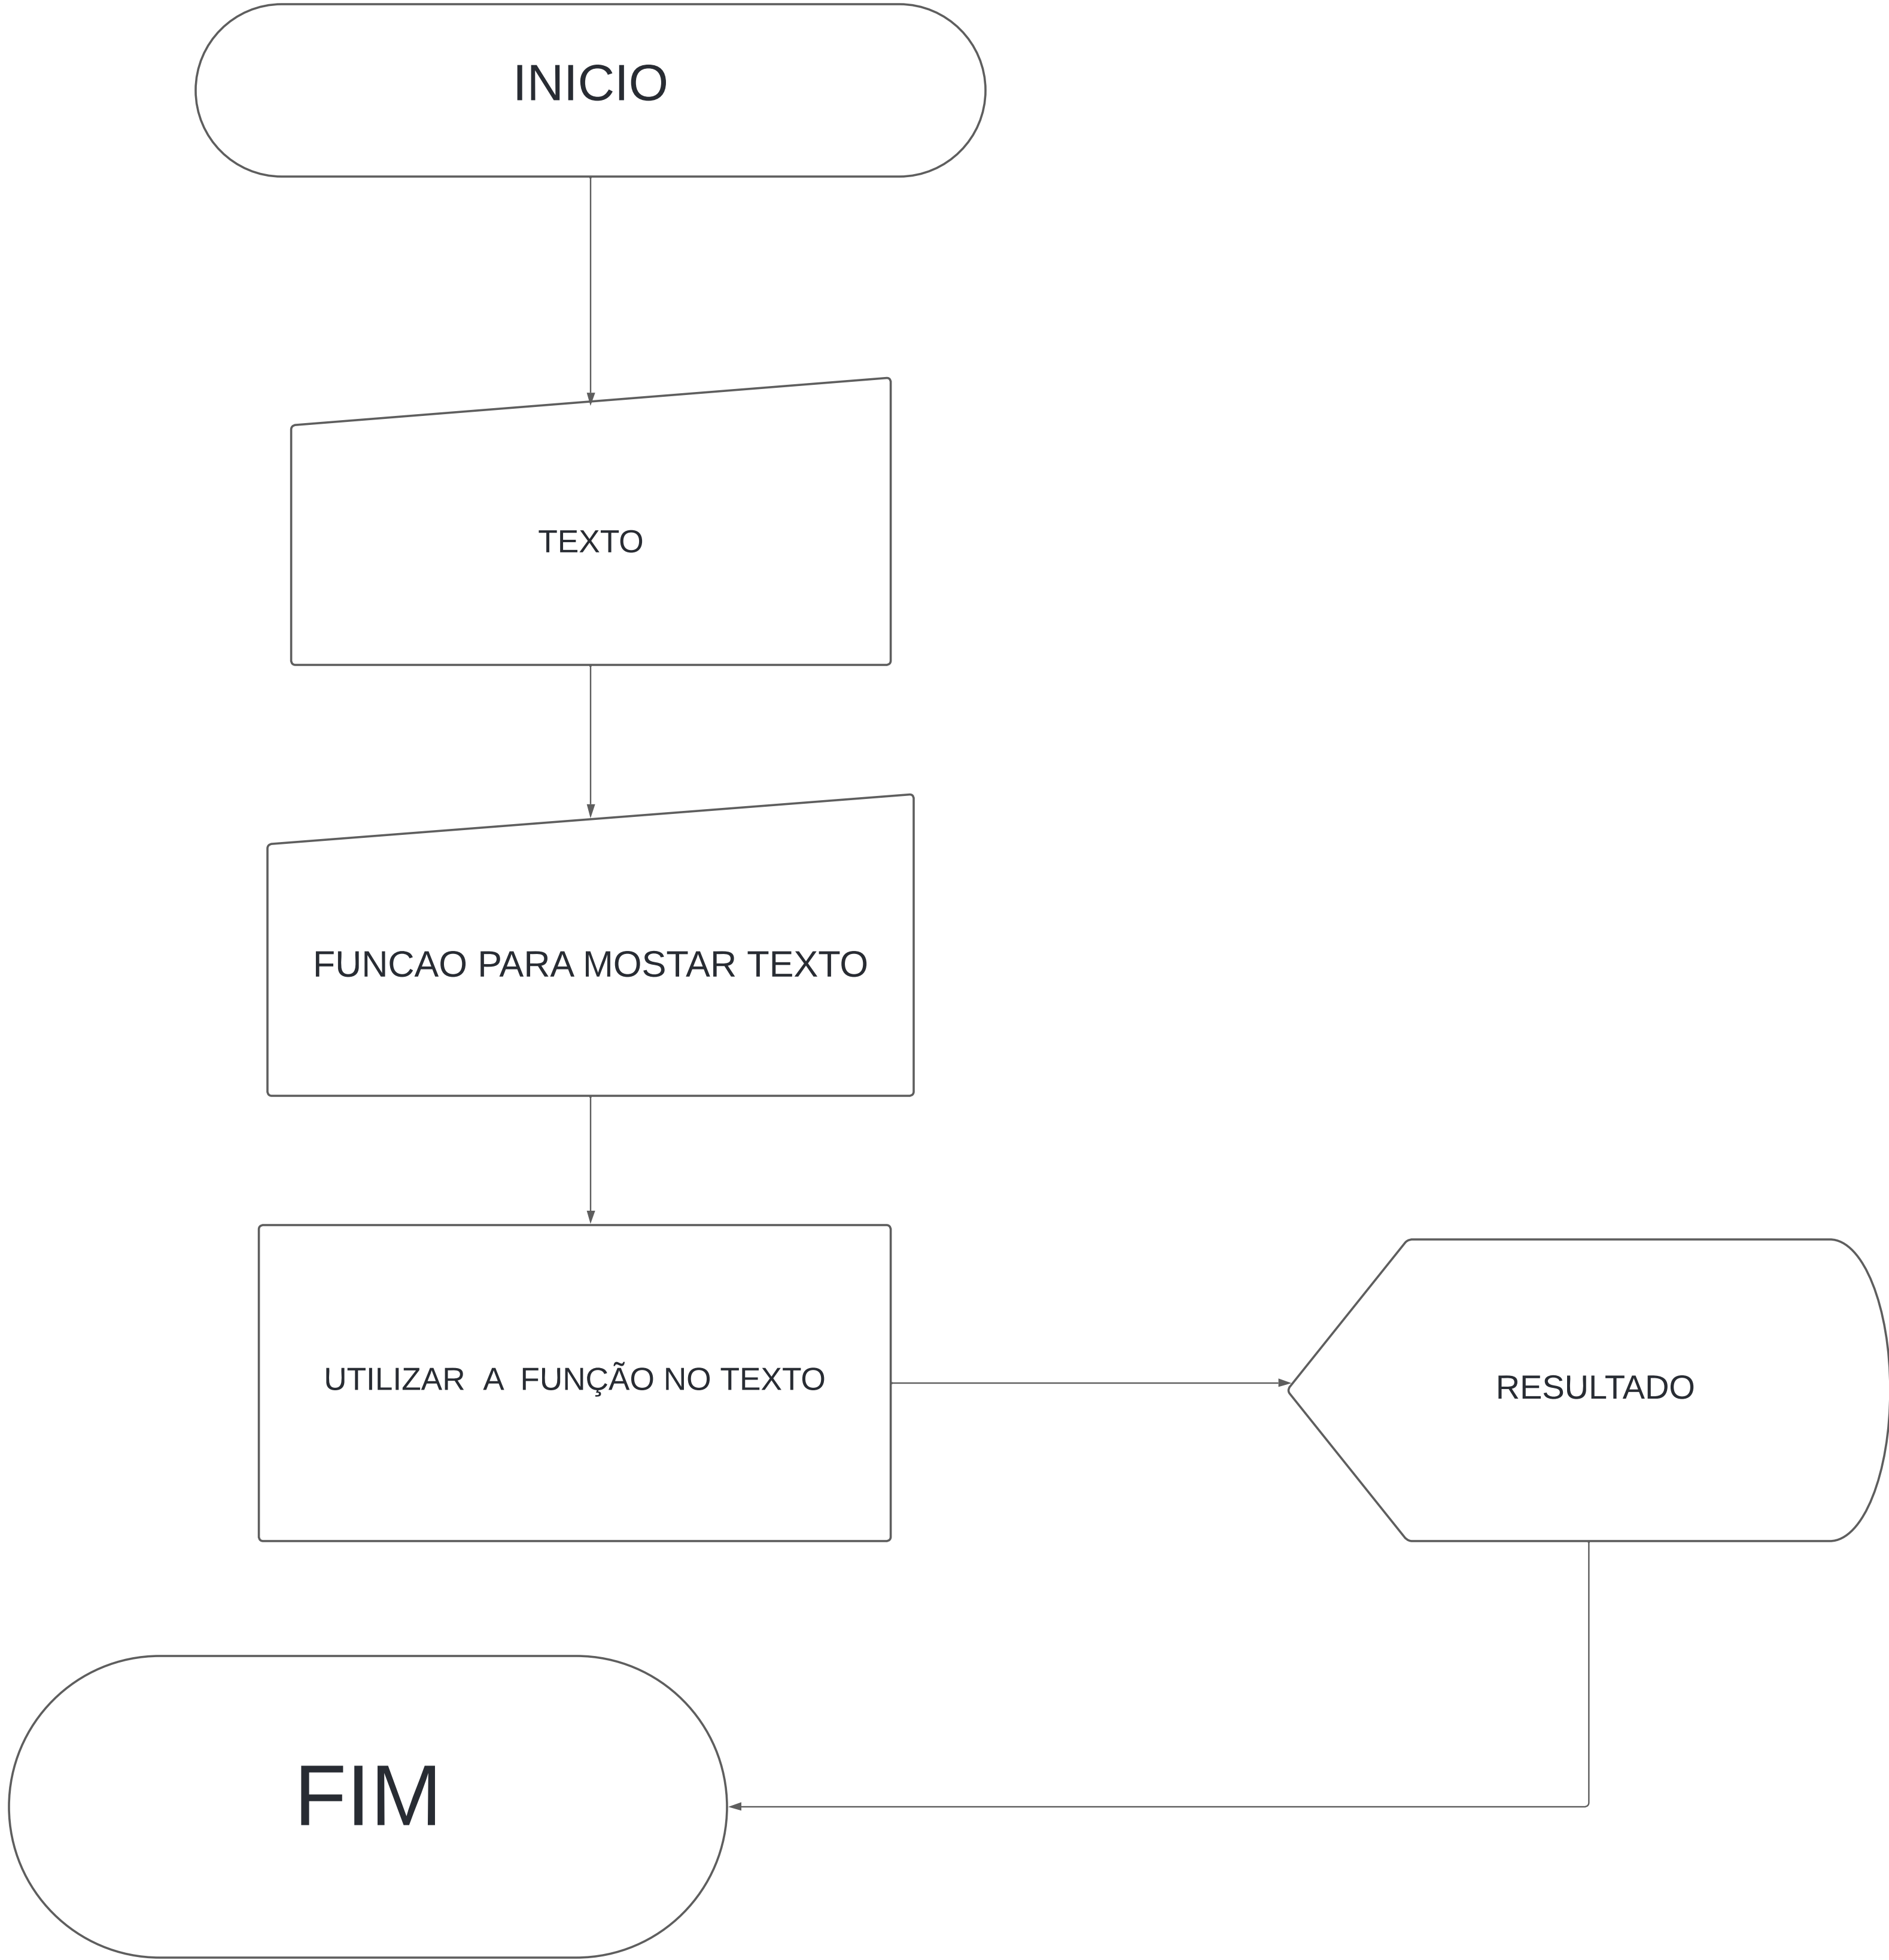 INICIO
TEXTO
FUNCAO PARA MOSTAR TEXTO
UTILIZAR A FUNÇÃO NO TEXTO
RESULTADO
FIM